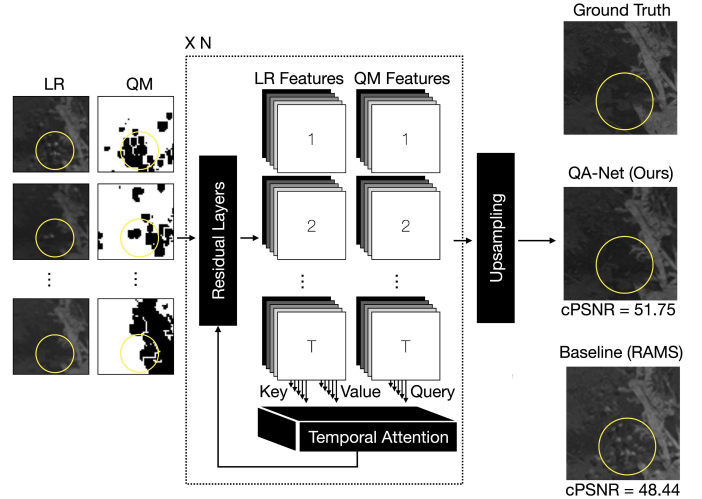 Ground Truth
X N
LR
QM
LR Features
QM Features
1
1
2
2
...
...
...
...
T
T
Residual Layers
Upsampling
QA-Net (Ours)
cPSNR = 51.75
Key
Value
Query
Temporal Attention
Baseline (RAMS)
cPSNR = 48.44